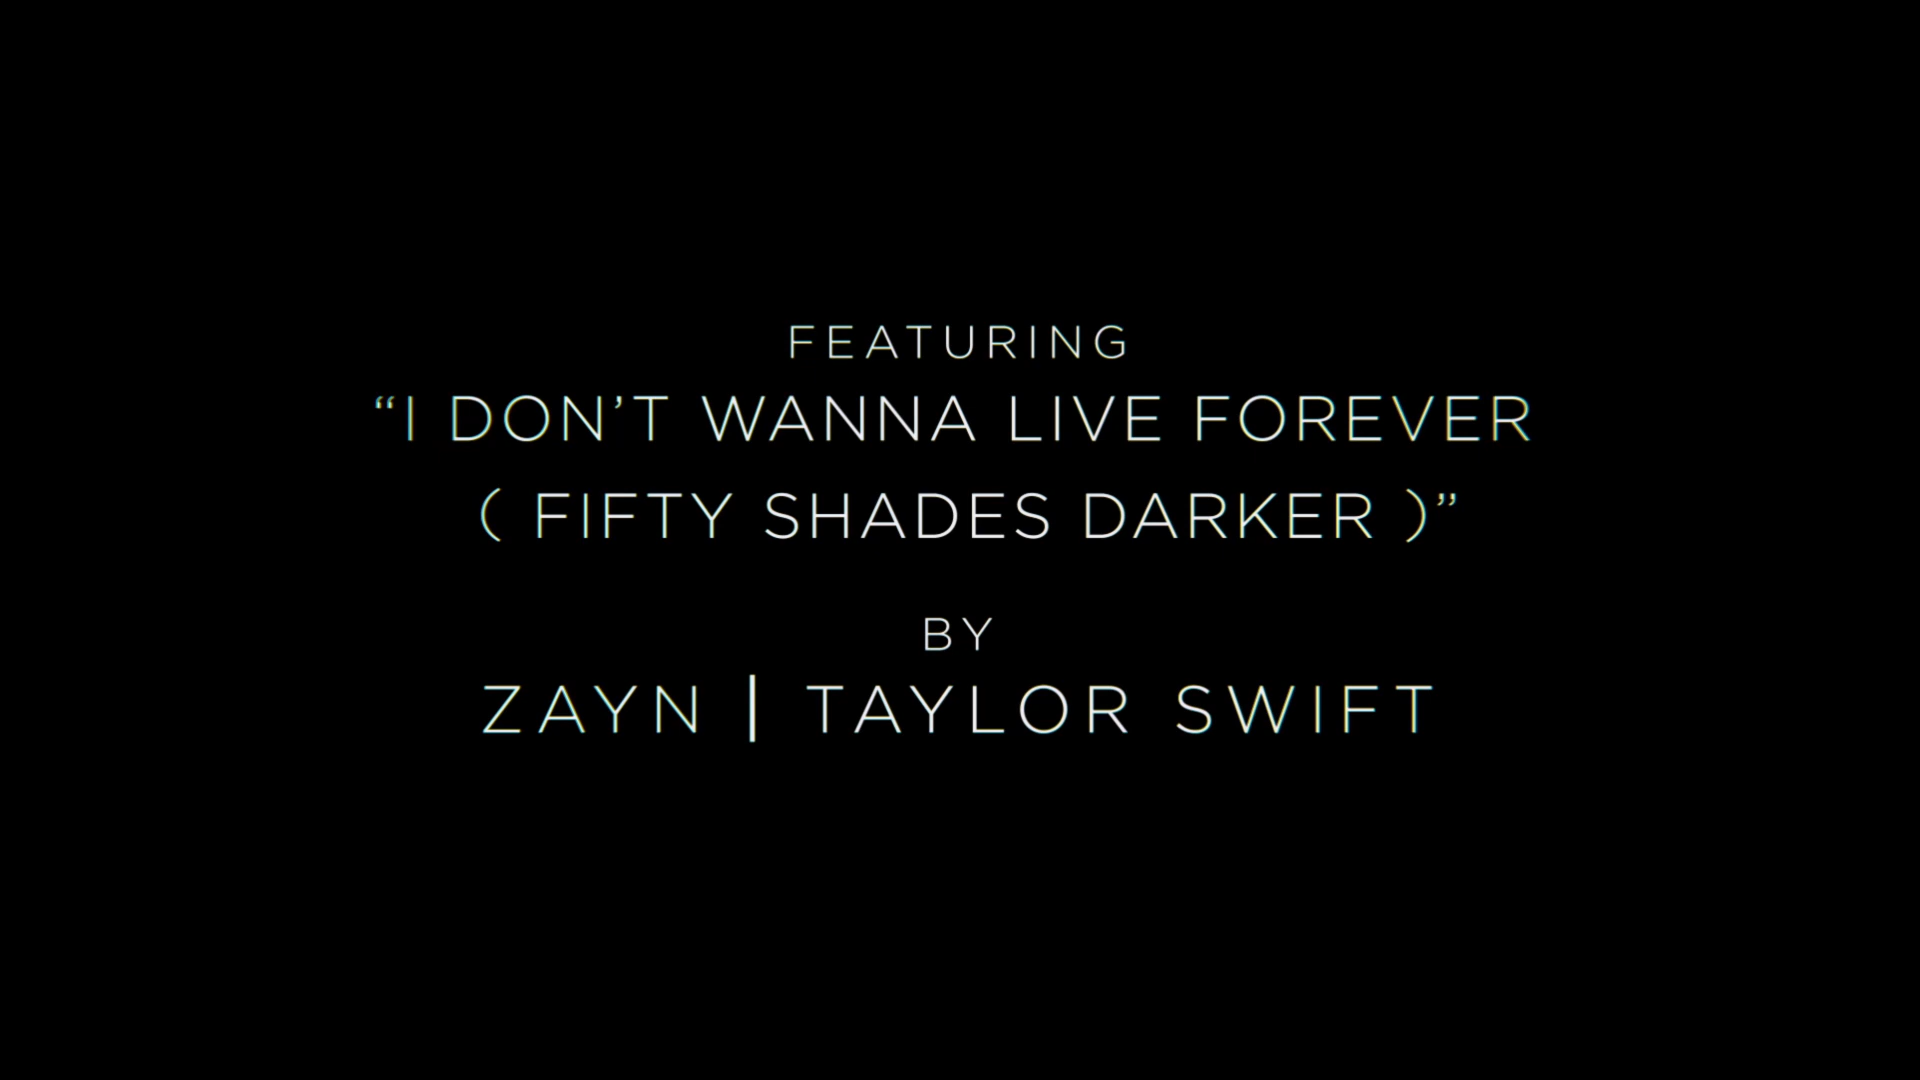 FEATURING
“I DON’T WANNA LIVE FOREVER
( FIFTY SHADES DARKER )”
BY
ZAYN | TAYLOR SWIFT